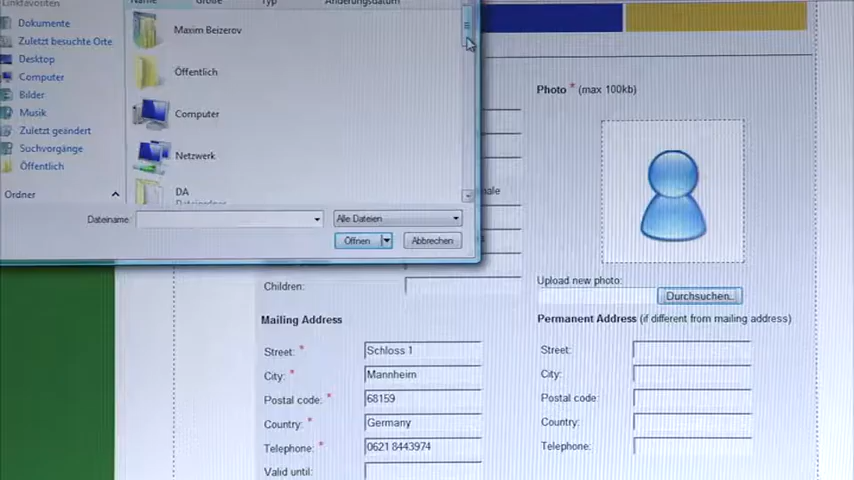 Linkfavoriten
Name Größe Typ Änderungsdatum
Dokumente
Zuletzt besuchte Orte
Desktop
Computer
Bilder
Musik
Zuletzt geändert
Suchvorgänge
Öffentlich
Ordner
Maxim Beizerov
Öffentlich
Computer
Netzwerk
DA
Dateiname:
Alle Dateien
Öffnen
Abbrechen
Photo * (max 100kb)
Upload new photo:
Durchsuchen..
Children:
Mailing Address
Street: * Schloss 1
City: * Mannheim
Postal code: * 68159
Country: * Germany
Telephone: * 0621 8443974
Valid until:
Permanent Address (if different from mailing address)
Street:
City:
Postal code:
Country:
Telephone: